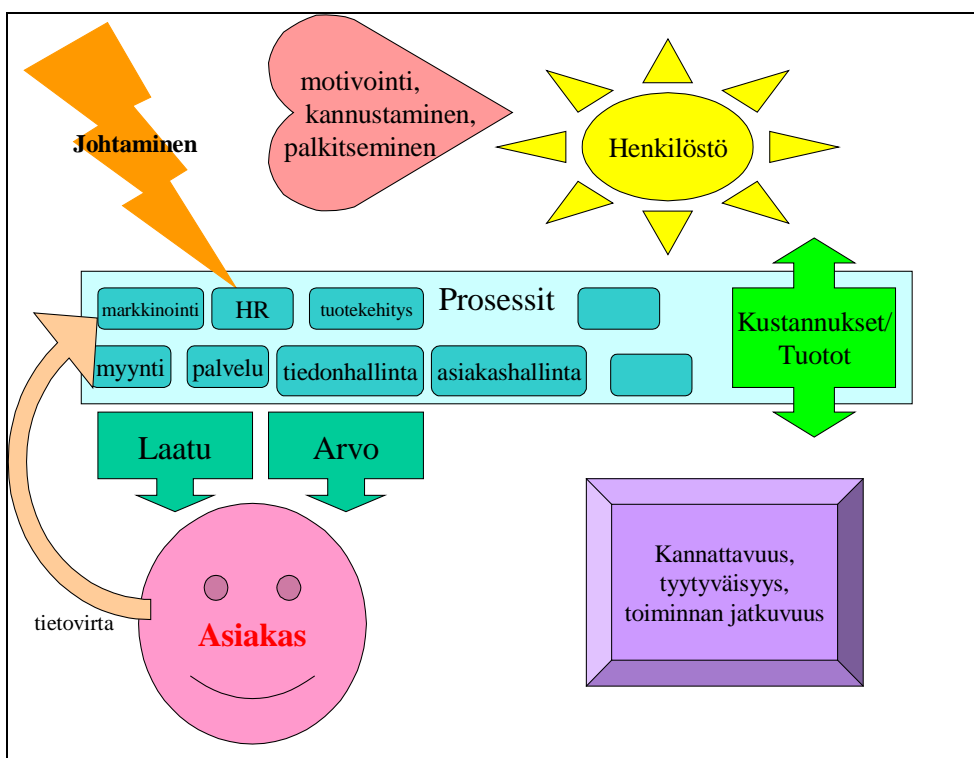 motivointi,
kannustaminen,
palkitseminen
Johtaminen
Henkilöstö
Prosessit
markkinointi
HR
tuotekehitys
Kustannukset/
Tuotot
myynti
palvelu
tiedonhallinta
asiakashallinta
Laatu
Arvo
Kannattavuus,
tyytyväisyys,
toiminnan jatkuvuus
tietovirta
Asiakas